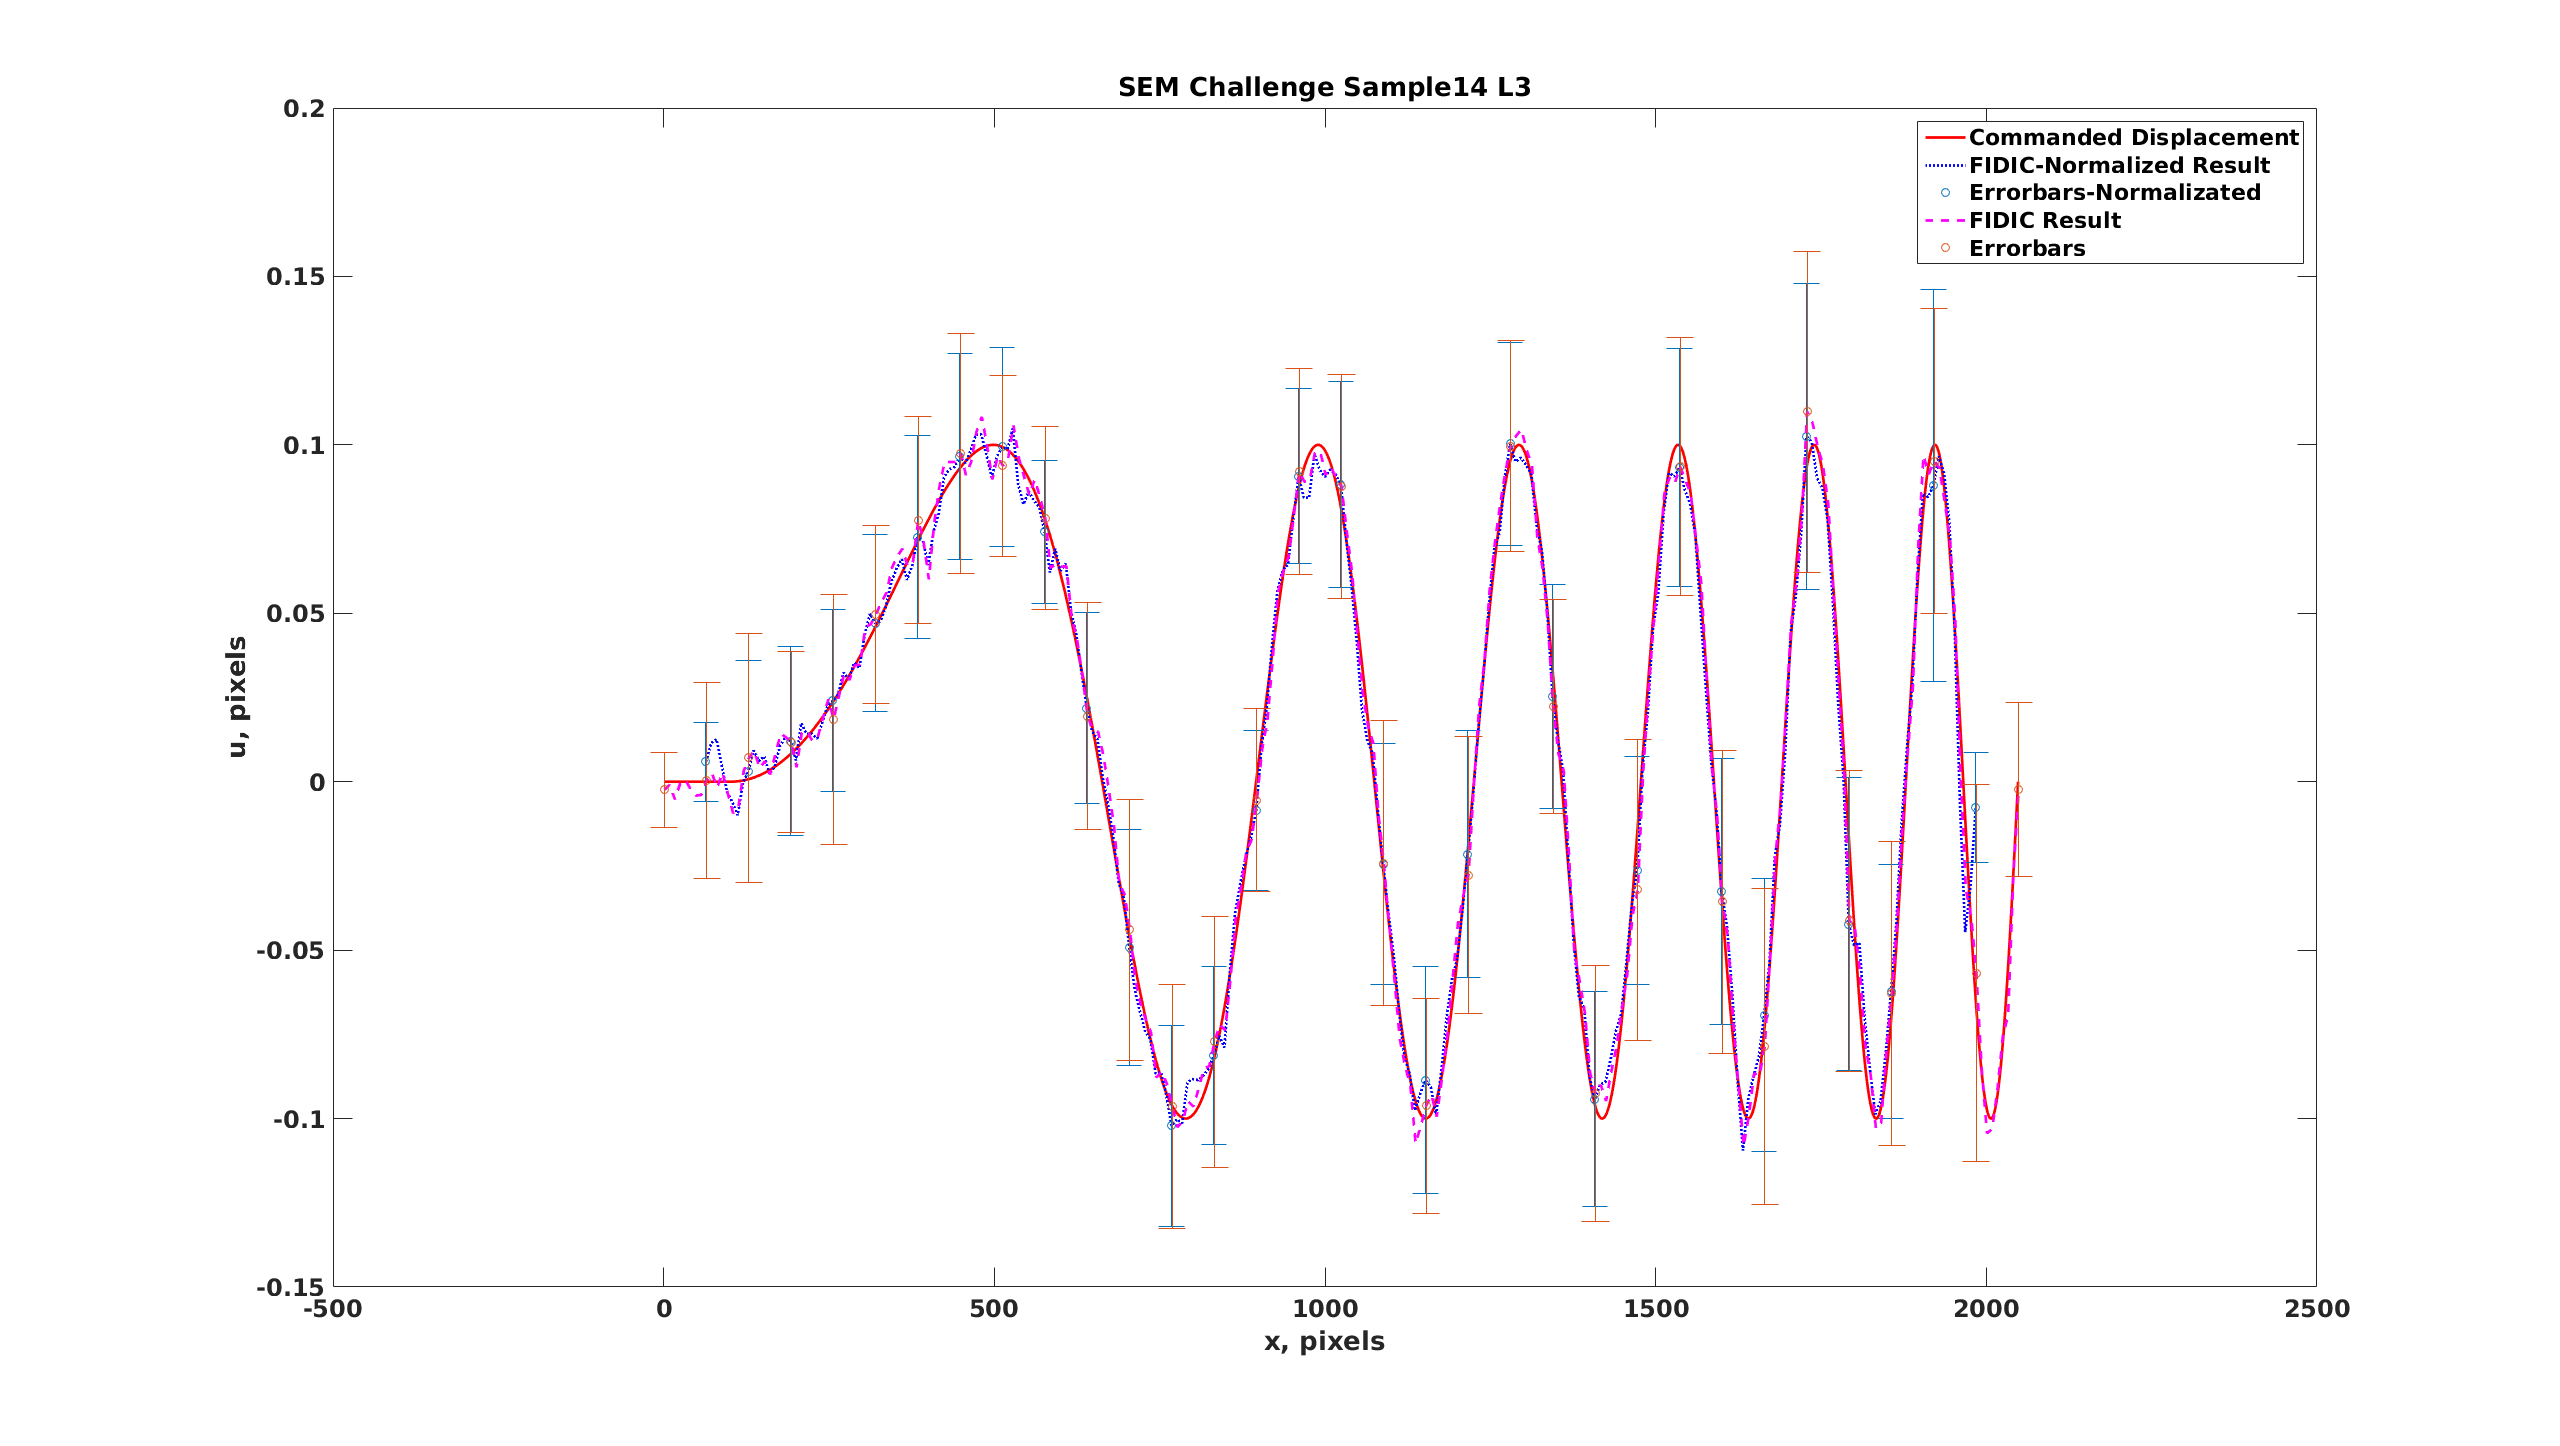 SEM Challenge Sample14 L3
0.2
0.15
0.1
0.05
0
-0.05
-0.1
-0.15
u, pixels
Commanded Displacement
FIDIC-Normalized Result
Errorbars-Normalizated
FIDIC Result
Errorbars
-500 0 500 1000 1500 2000 2500
x, pixels